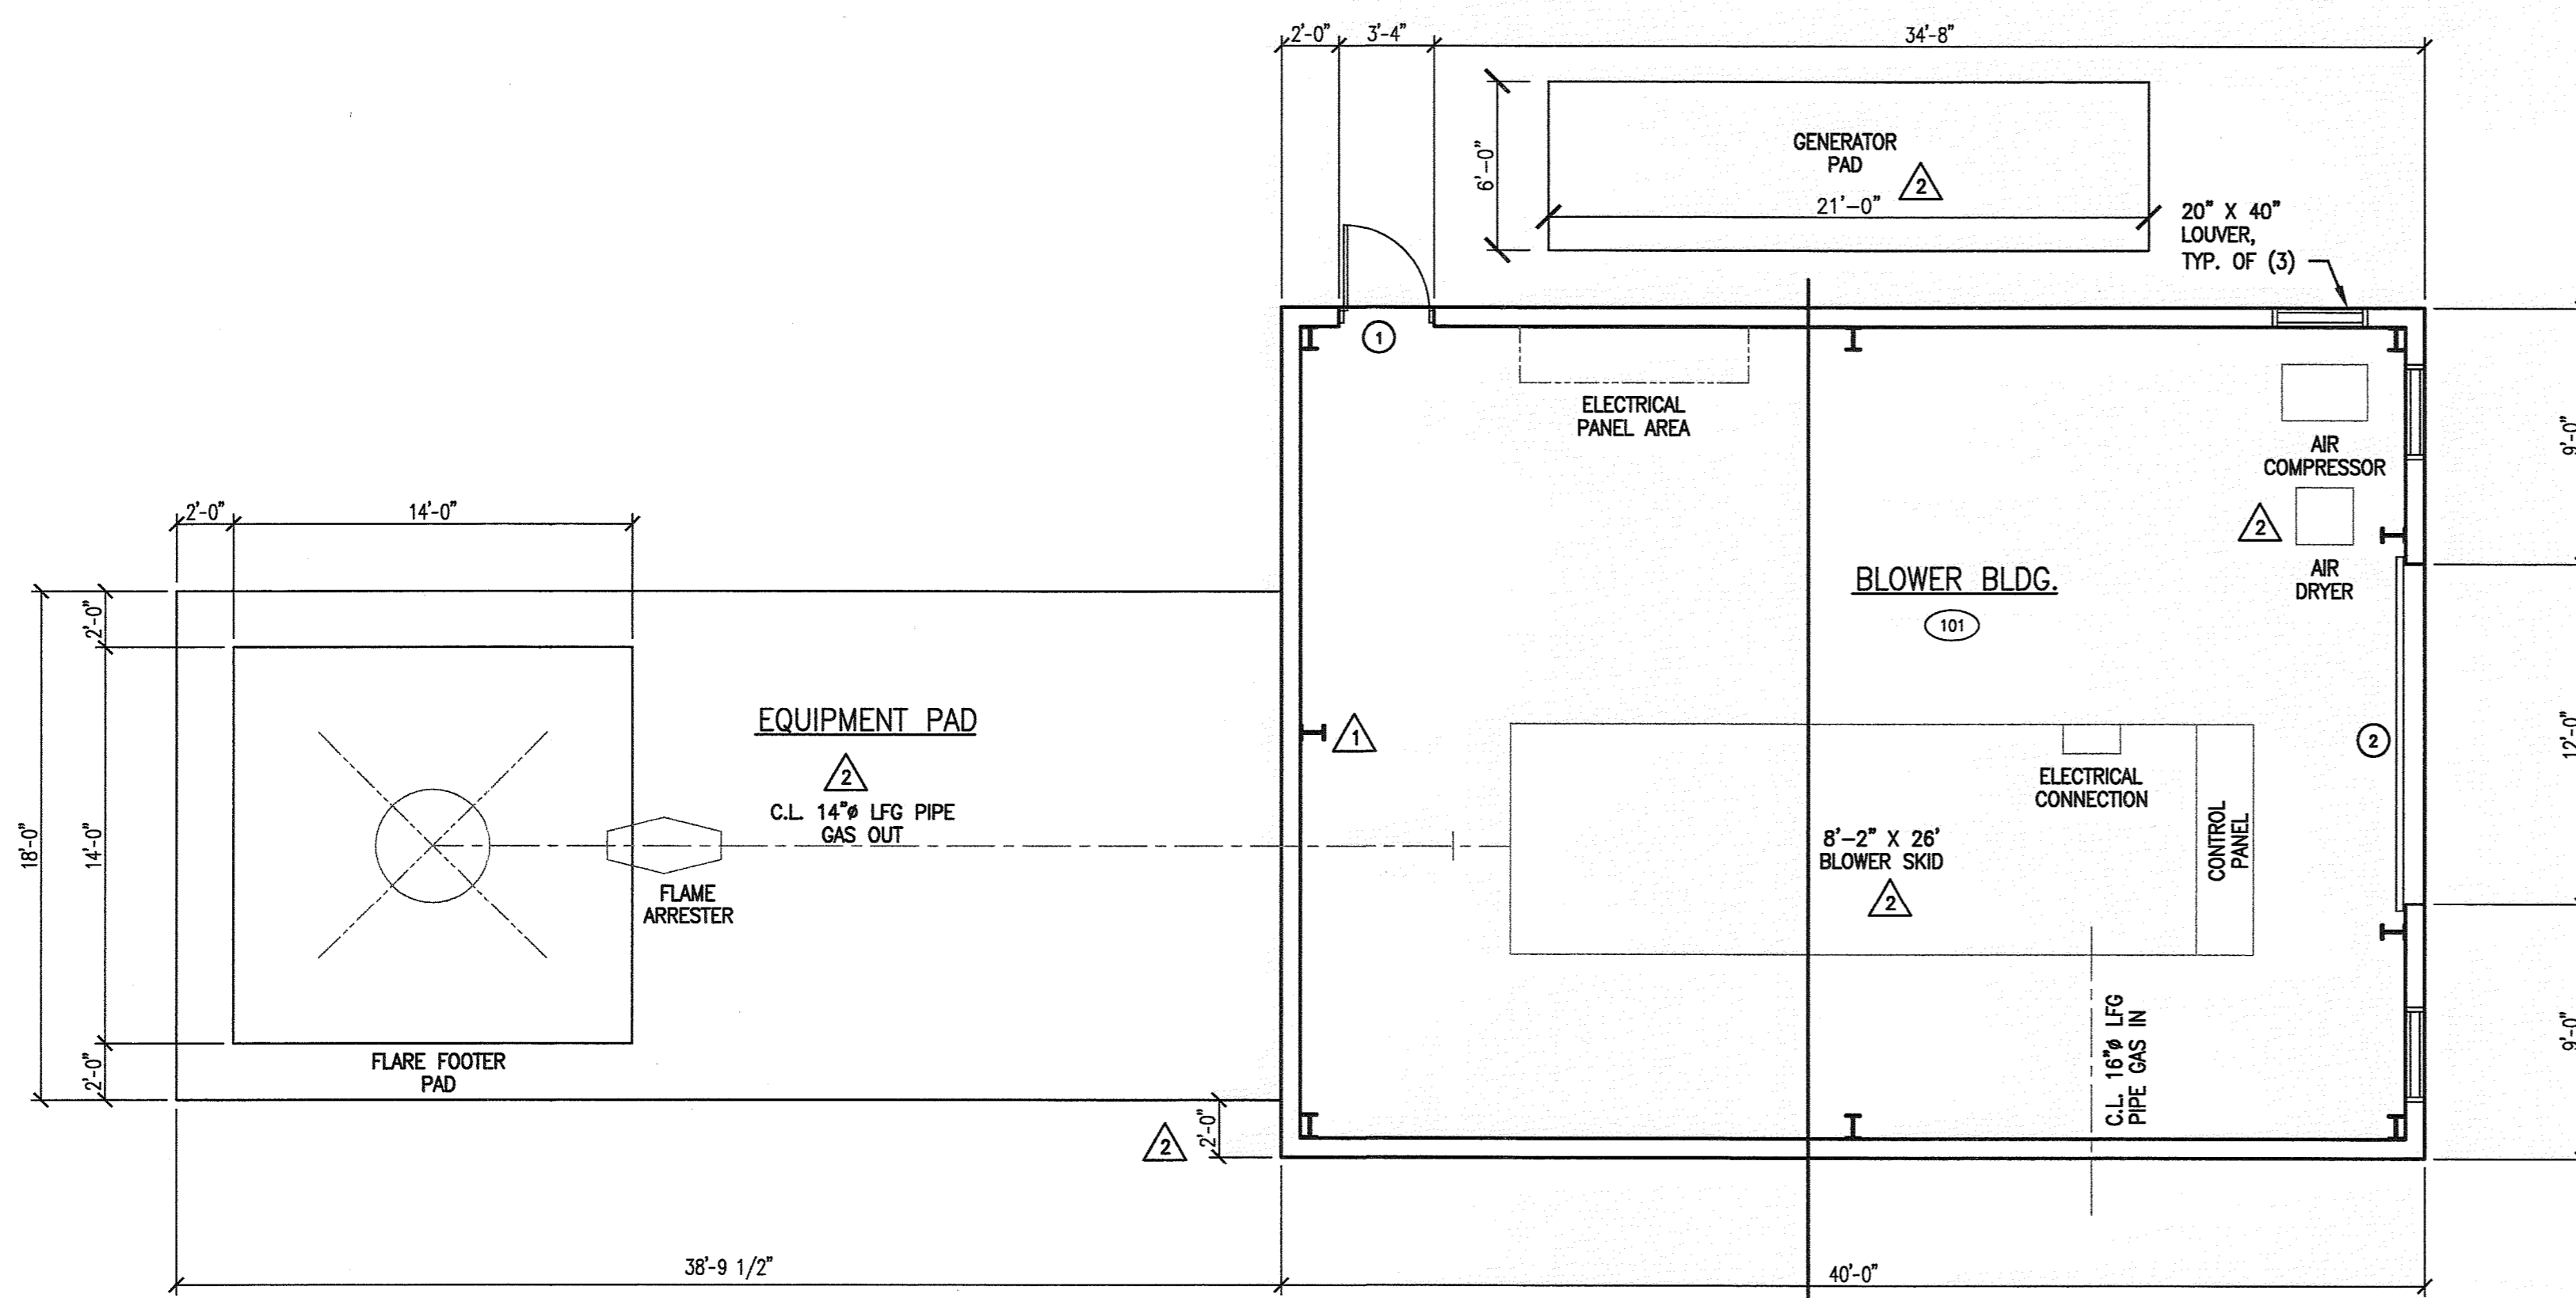 2'-0"
3'-4"
34'-8"
GENERATOR
PAD
2
6'-0"
21'-0"
20" X 40"
LOUVER,
TYP. OF (3)
1
ELECTRICAL
PANEL AREA
AIR
COMPRESSOR
9'-0"
2
AIR
DRYER
2'-0"
14'-0"
BLOWER BLDG.
101
2'-0"
18'-0"
14'-0"
2'-0"
EQUIPMENT PAD
2
C.L. 14"ø LFG PIPE
GAS OUT
FLAME
ARRESTER
FLARE FOOTER
PAD
1
ELECTRICAL
CONNECTION
CONTROL
PANEL
8'-2" X 26'
BLOWER SKID
2
2
12'-0"
C.L. 16"ø LFG
PIPE GAS IN
9'-0"
2
2'-0"
38'-9 1/2"
40'-0"